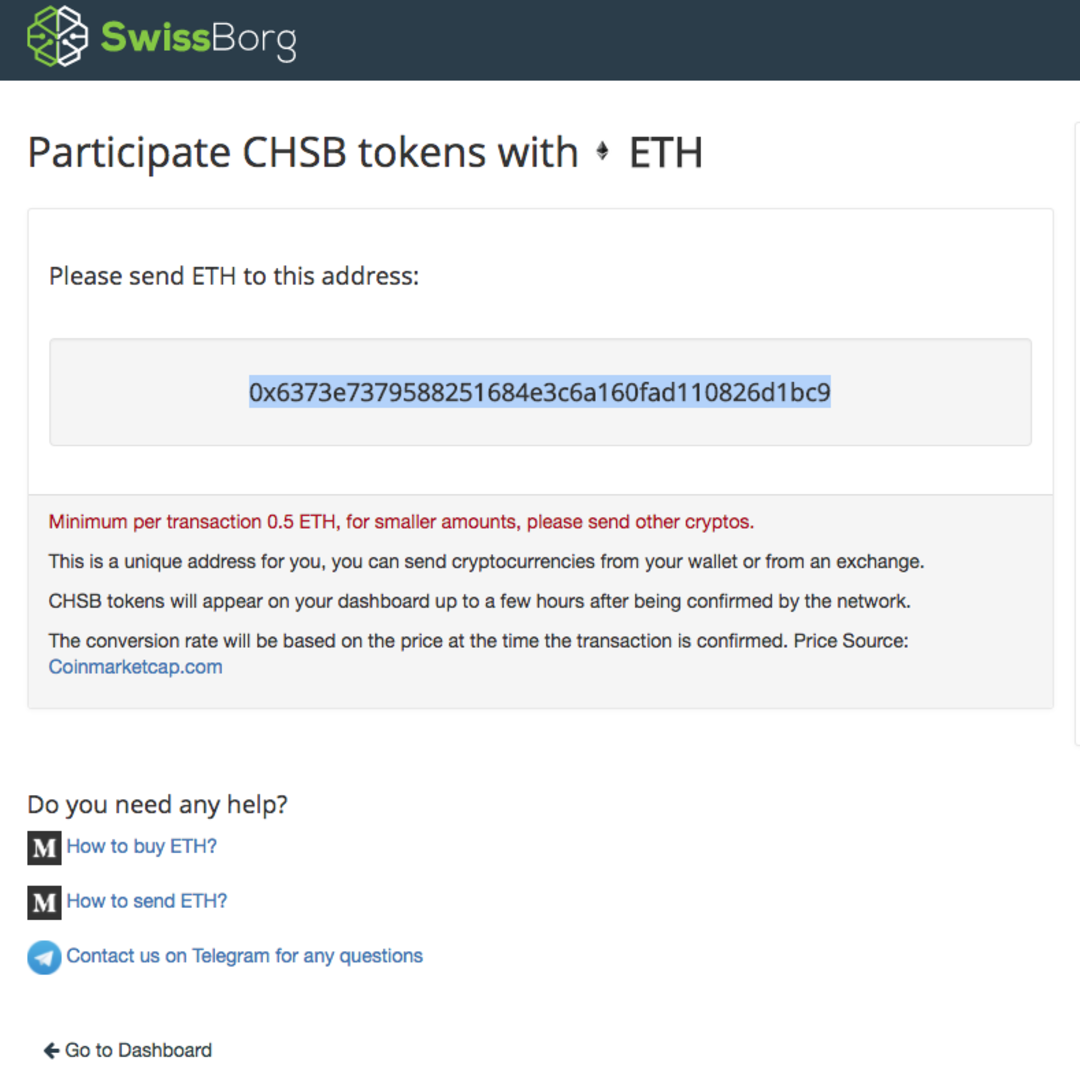 SwissBorg
Participate CHSB tokens with ETH
Please send ETH to this address:
0x6373e7379588251684e3c6a160fad110826d1bc9
Minimum per transaction 0.5 ETH, for smaller amounts, please send other cryptos.
This is a unique address for you, you can send cryptocurrencies from your wallet or from an exchange.
CHSB tokens will appear on your dashboard up to a few hours after being confirmed by the network.
The conversion rate will be based on the price at the time the transaction is confirmed. Price Source:
Coinmarketcap.com
Do you need any help?
M How to buy ETH?
M How to send ETH?
Contact us on Telegram for any questions
Go to Dashboard